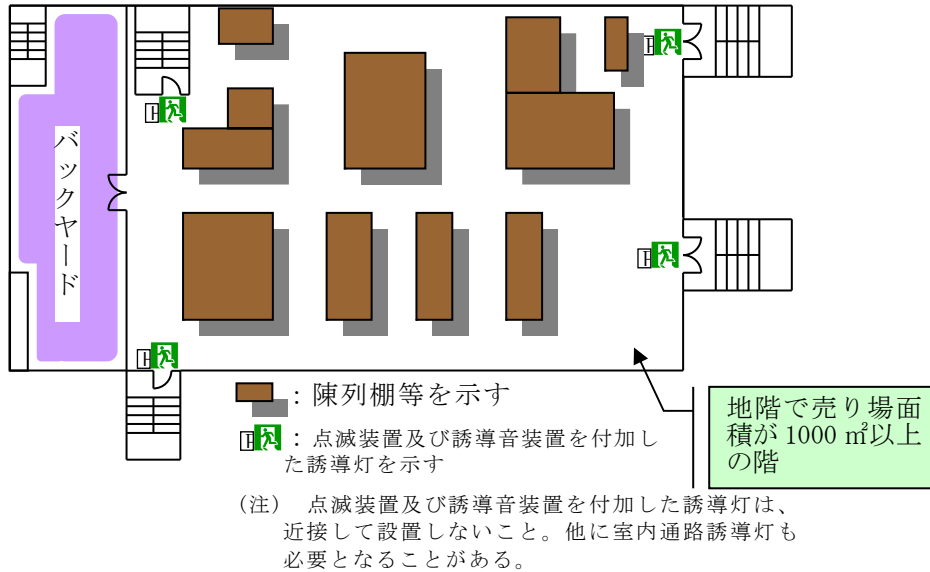 バックヤード
：陳列棚等を示す
：点滅装置及び誘導音装置を付加し
た誘導灯を示す
(注)　点滅装置及び誘導音装置を付加した誘導灯は、
近接して設置しないこと。他に室内通路誘導灯も
必要となることがある。
地階で売り場面
積が 1000 ㎡以上
の階